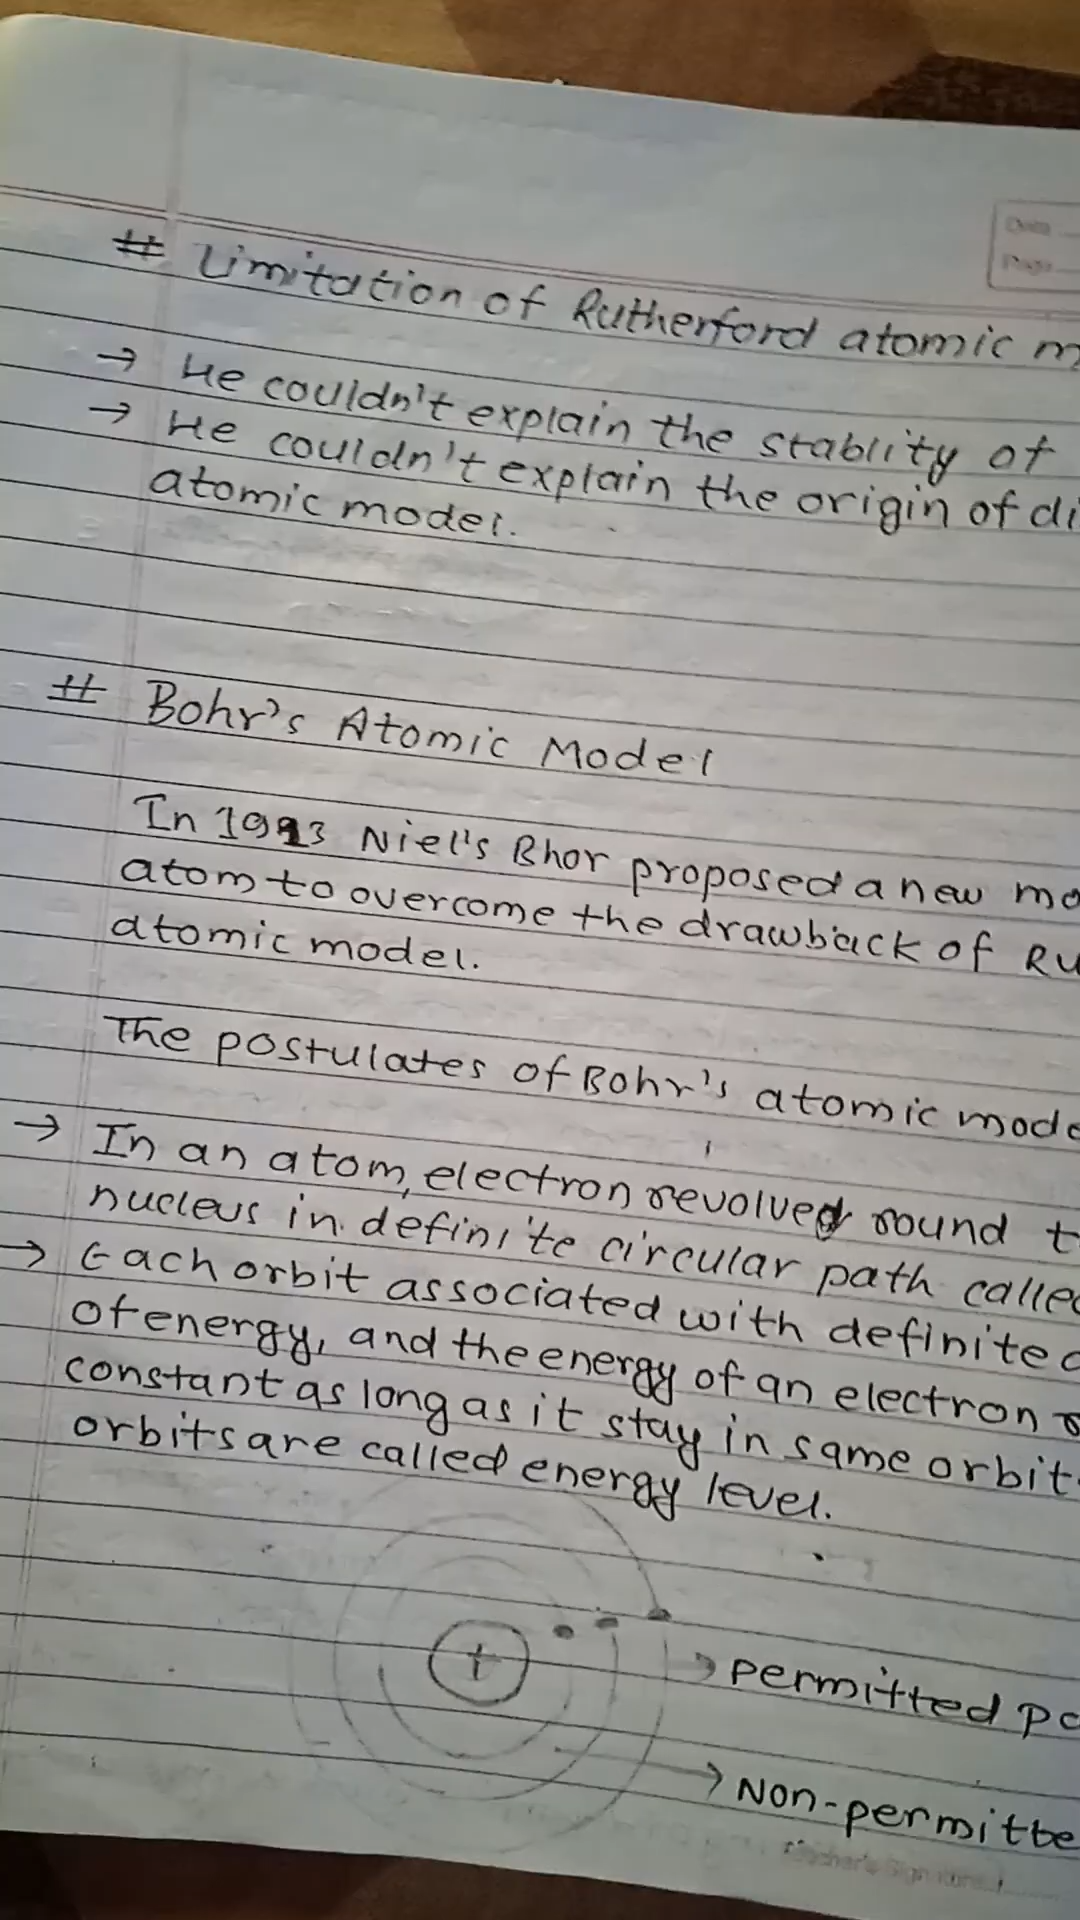 Date
Page
# Limitation of Rutherford atomic m
→ He couldn't explain the stablity of
→ He couldn't explain the origin of di
atomic model.
# Bohr's Atomic Model
In 1913 Niel's Bhor proposed a new mo
atom to overcome the drawback of Ru
atomic model.
The postulates of Bohr's atomic mode
→ In an atom, electron revolved round t
nucleus in definite circular path called
→ Each orbit associated with definite
of energy, and the energy of an electron
constant as long as it stay in same orbit.
orbits are called energy level.
+
→ permitted pa
→ Non-permitte
Teacher's Signature